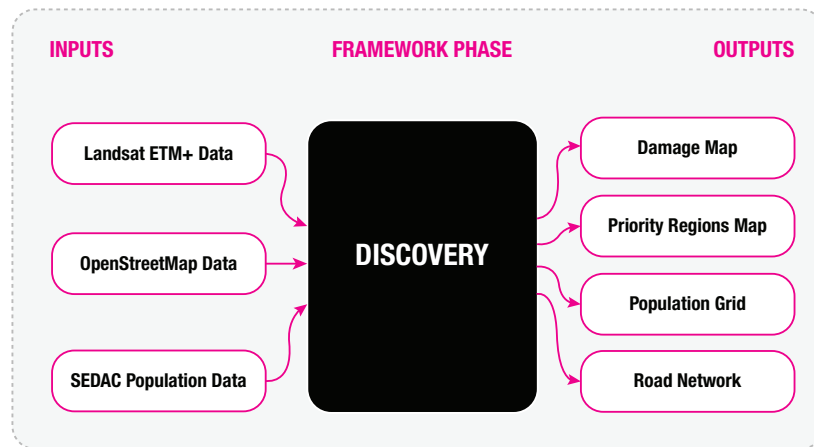 INPUTS
FRAMEWORK PHASE
OUTPUTS
Landsat ETM+ Data
OpenStreetMap Data
SEDAC Population Data
DISCOVERY
Damage Map
Priority Regions Map
Population Grid
Road Network